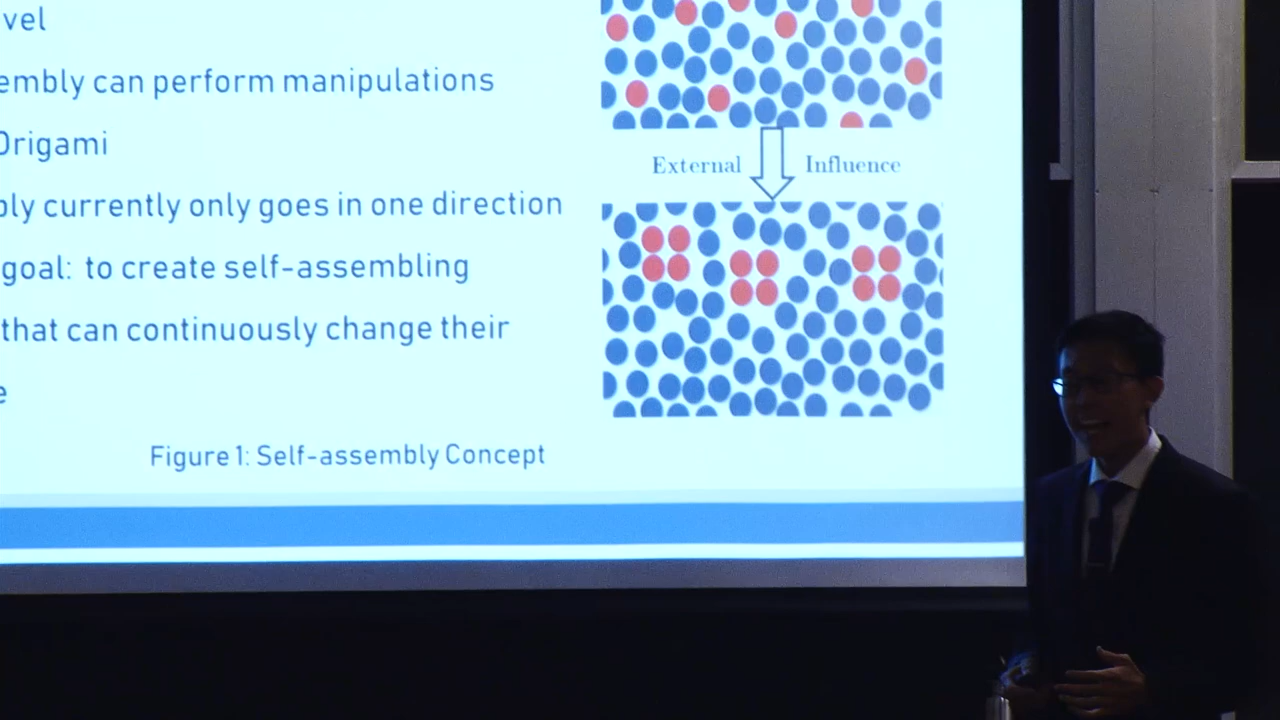 vel
embly can perform manipulations
Origami
bly currently only goes in one direction
goal: to create self-assembling
that can continuously change their
e
External Influence
Figure 1: Self-assembly Concept